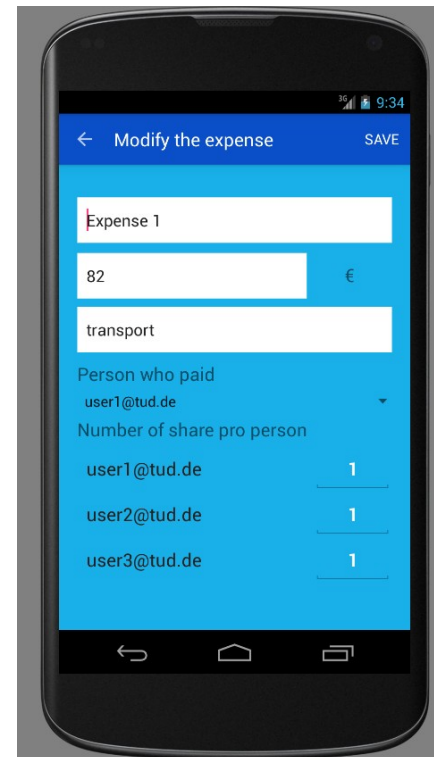 3G 9:34
Modify the expense SAVE
Expense 1
82 €
transport
Person who paid
user1@tud.de
Number of share pro person
user1@tud.de 1
user2@tud.de 1
user3@tud.de 1